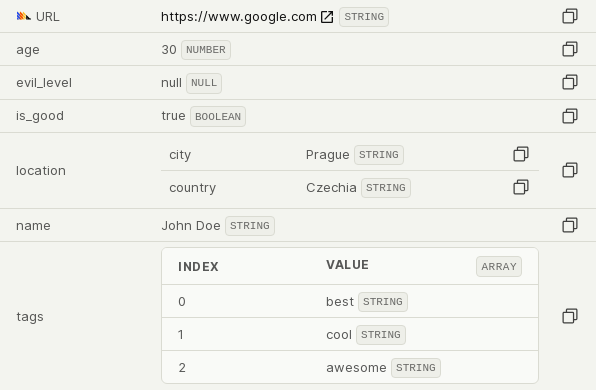 URL https://www.google.com STRING
age 30 NUMBER
evil_level null NULL
is_good true BOOLEAN
location
city Prague STRING
country Czechia STRING
name John Doe STRING
tags
INDEX VALUE ARRAY
0 best STRING
1 cool STRING
2 awesome STRING